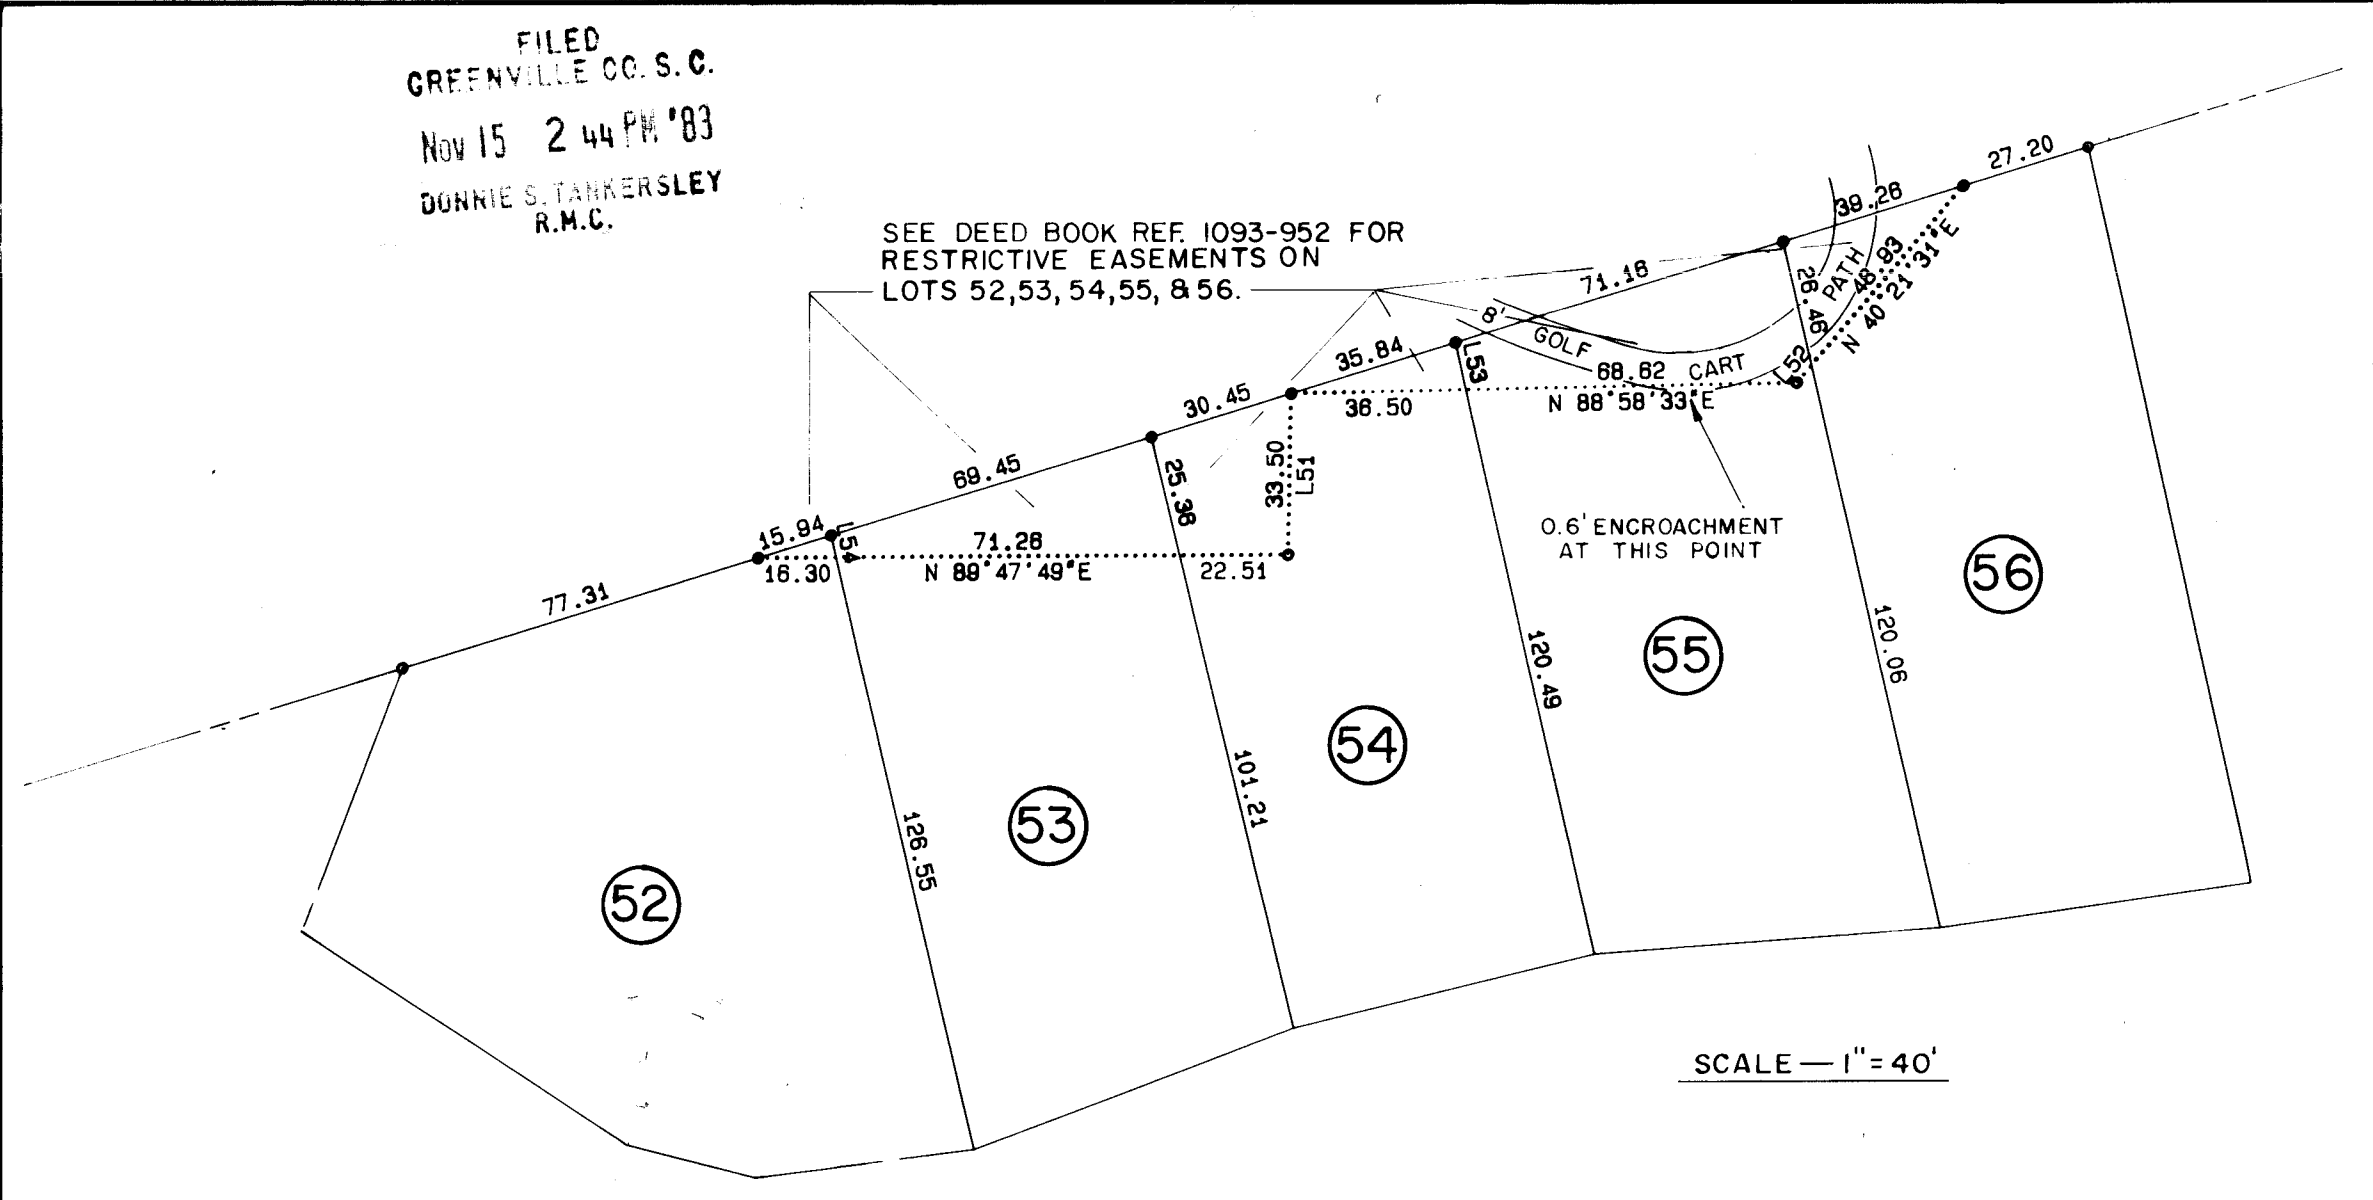 FILED
GREENVILLE CO. S. C.
Nov 15 2 44 PM '83
DONNIE S. TANKERSLEY
R.M.C.
SEE DEED BOOK REF. 1093-952 FOR
RESTRICTIVE EASEMENTS ON
LOTS 52,53,54,55, & 56.
27.20
39.26
71.16
35.84
30.45
69.45
15.94
77.31
8' GOLF CART PATH
26.46
48.93
N 40°21'31"E
L52
L53
68.62
36.50
N 88°58'33"E
33.50
L51
25.36
L54
71.26
16.30
N 89°47'49"E
22.51
0.6' ENCROACHMENT
AT THIS POINT
56
55
54
53
52
120.06
120.49
101.21
126.55
SCALE — 1" = 40'